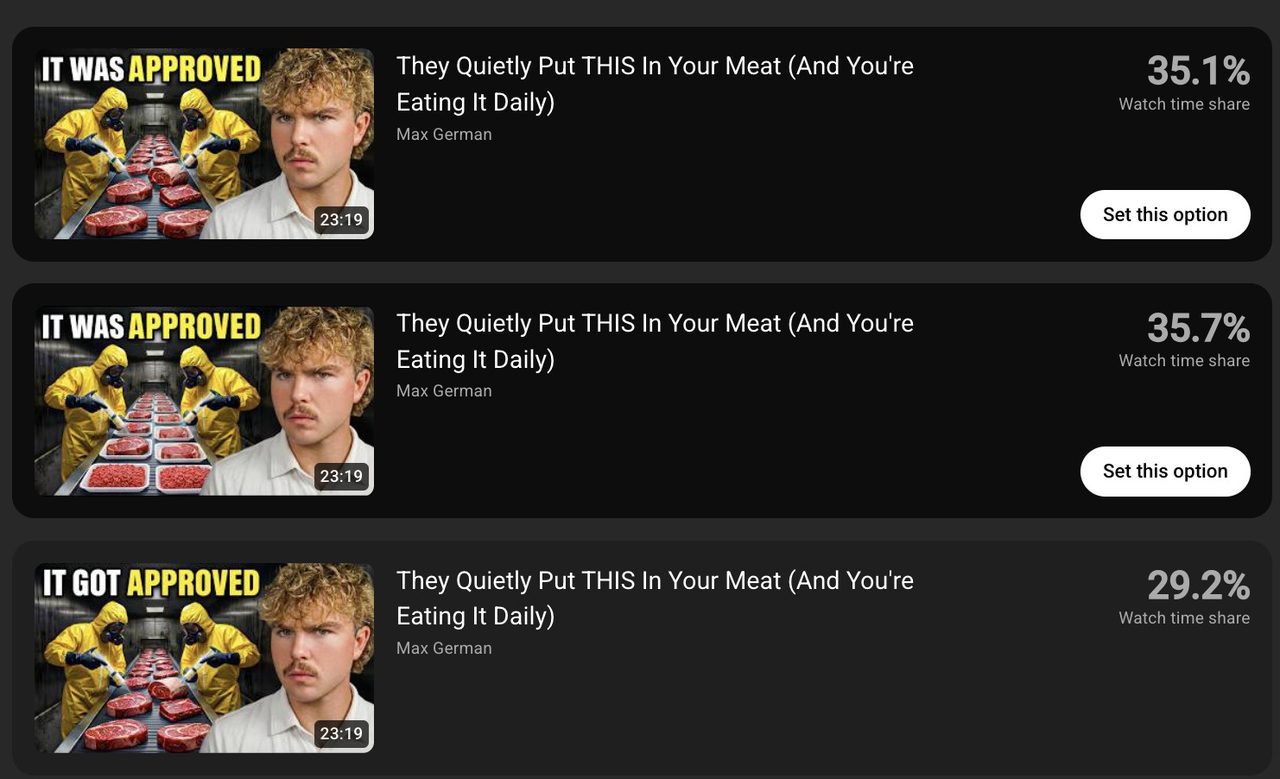 IT WAS APPROVED
23:19
They Quietly Put THIS In Your Meat (And You're
Eating It Daily)
Max German
35.1%
Watch time share
Set this option
IT WAS APPROVED
23:19
They Quietly Put THIS In Your Meat (And You're
Eating It Daily)
Max German
35.7%
Watch time share
Set this option
IT GOT APPROVED
23:19
They Quietly Put THIS In Your Meat (And You're
Eating It Daily)
Max German
29.2%
Watch time share